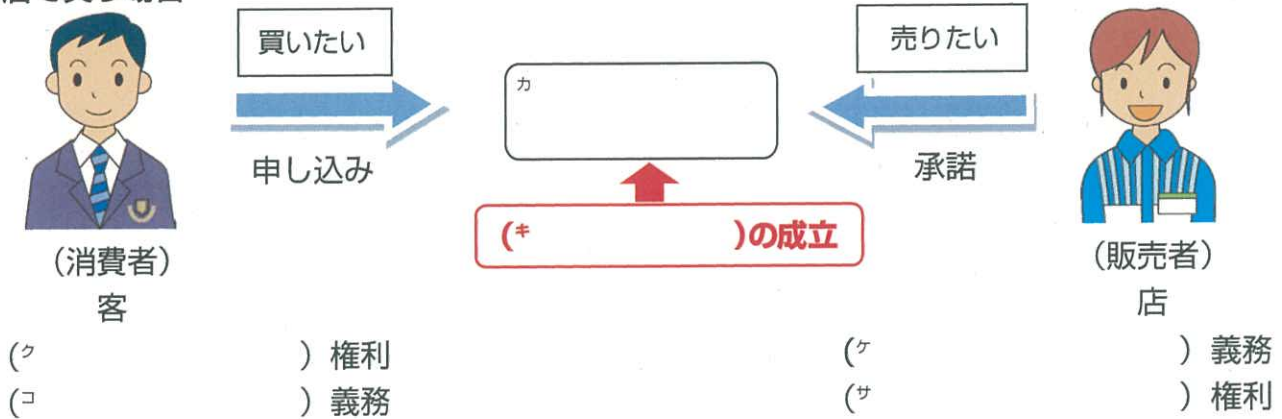 買いたい
売りたい
カ
申し込み
承諾
(キ )の成立
(消費者)
客
(販売者)
店
(ク )権利
(ケ )義務
(コ )義務
(サ )権利